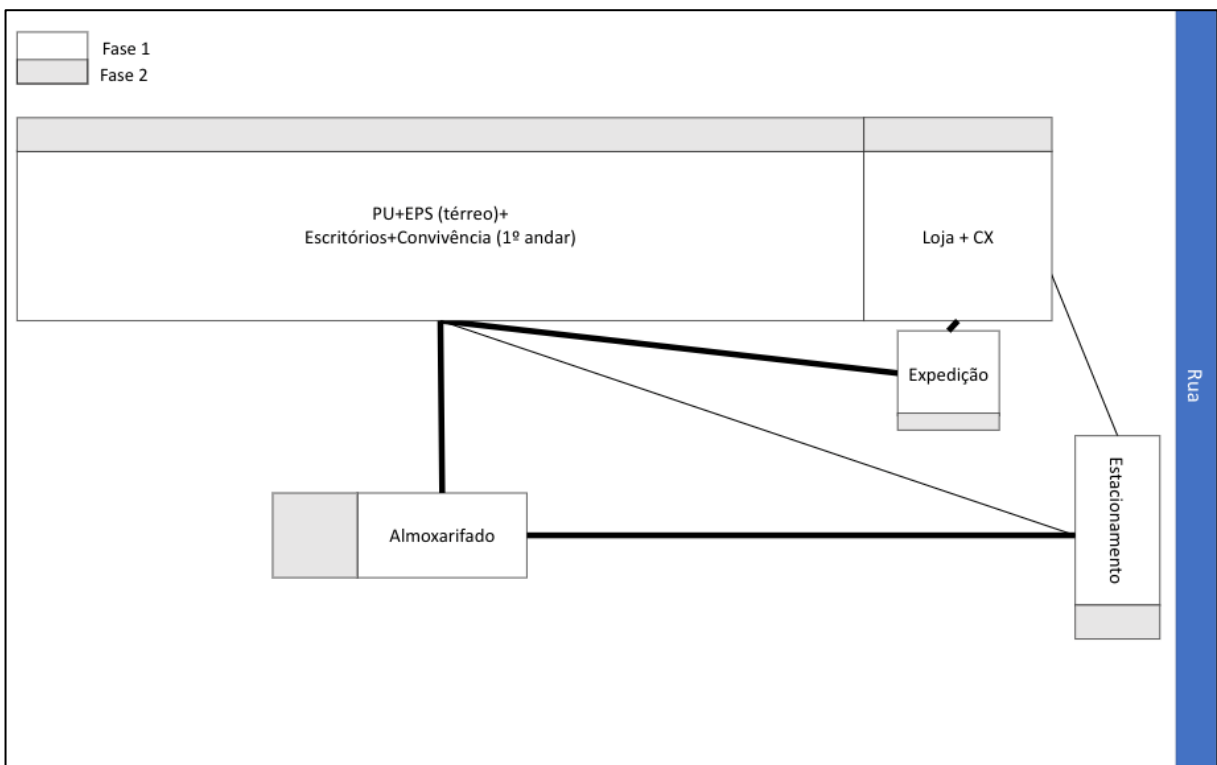 Fase 1
Fase 2
PU+EPS (térreo)+
Escritórios+Convivência (1º andar)
Loja + CX
Expedição
Rua
Almoxarifado
Estacionamento